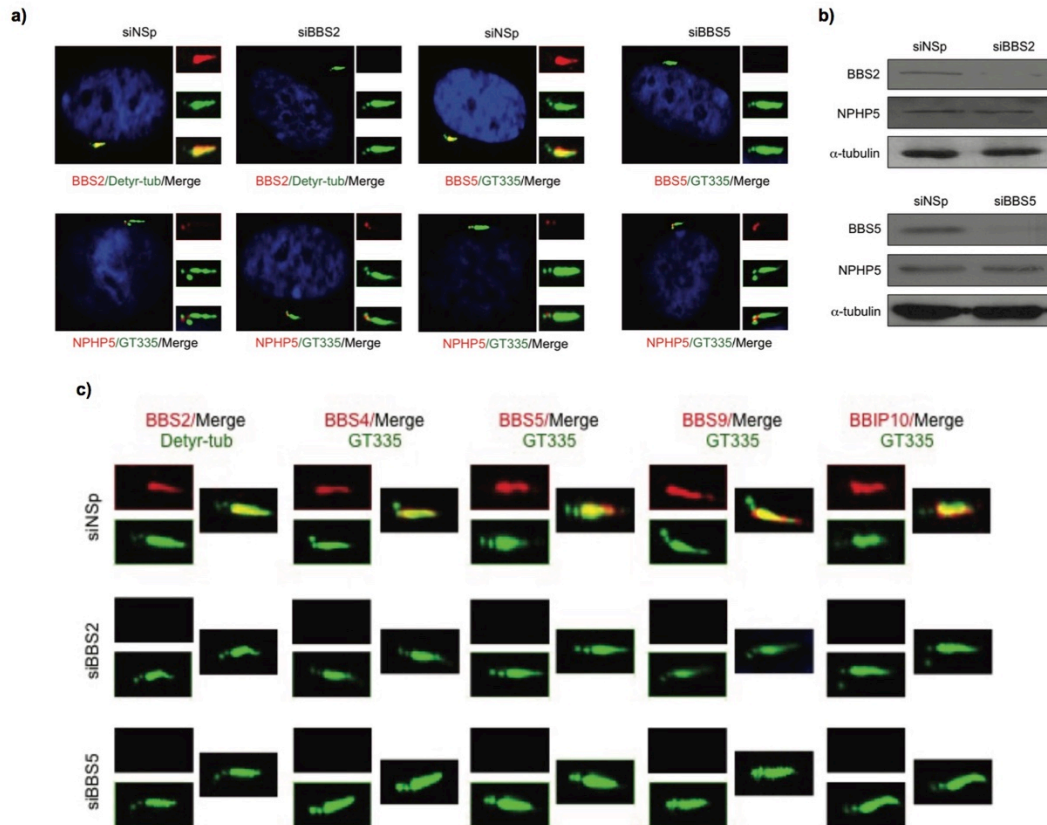 a)
siNSp siBBS2 siNSp siBBS5
BBS2/Detyr-tub/Merge BBS2/Detyr-tub/Merge BBS5/GT335/Merge BBS5/GT335/Merge
NPHP5/GT335/Merge NPHP5/GT335/Merge NPHP5/GT335/Merge NPHP5/GT335/Merge
b)
siNSp siBBS2
BBS2
NPHP5
α-tubulin
siNSp siBBS5
BBS5
NPHP5
α-tubulin
c)
BBS2/Merge BBS4/Merge BBS5/Merge BBS9/Merge BBIP10/Merge
Detyr-tub GT335 GT335 GT335 GT335
siNSp
siBBS2
siBBS5